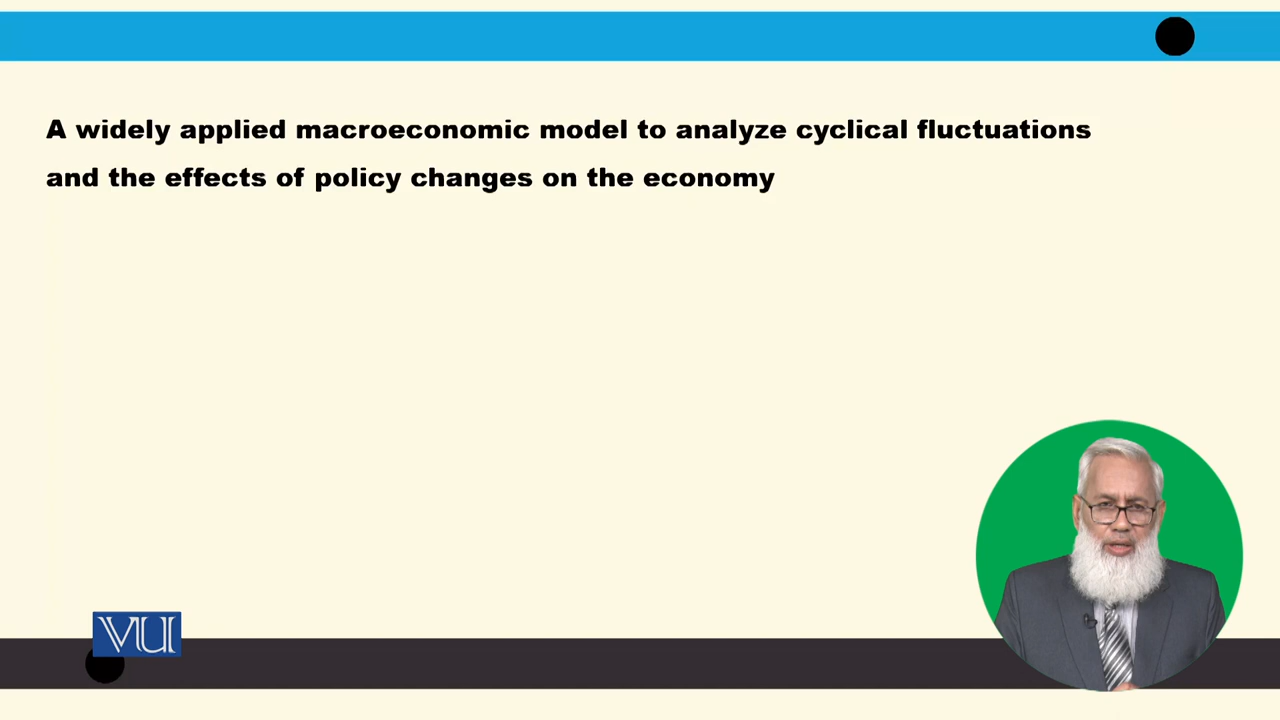 A widely applied macroeconomic model to analyze cyclical fluctuations
and the effects of policy changes on the economy
VU